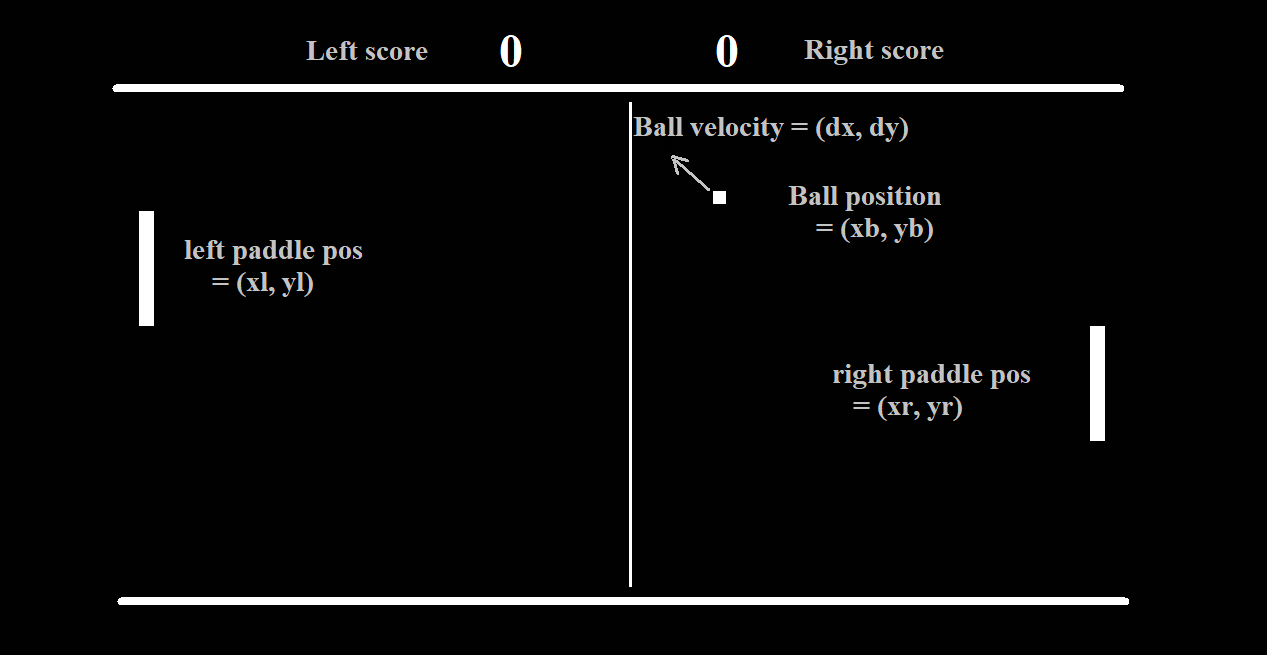 Left score 0 0 Right score
Ball velocity = (dx, dy)
Ball position
= (xb, yb)
left paddle pos
= (xl, yl)
right paddle pos
= (xr, yr)